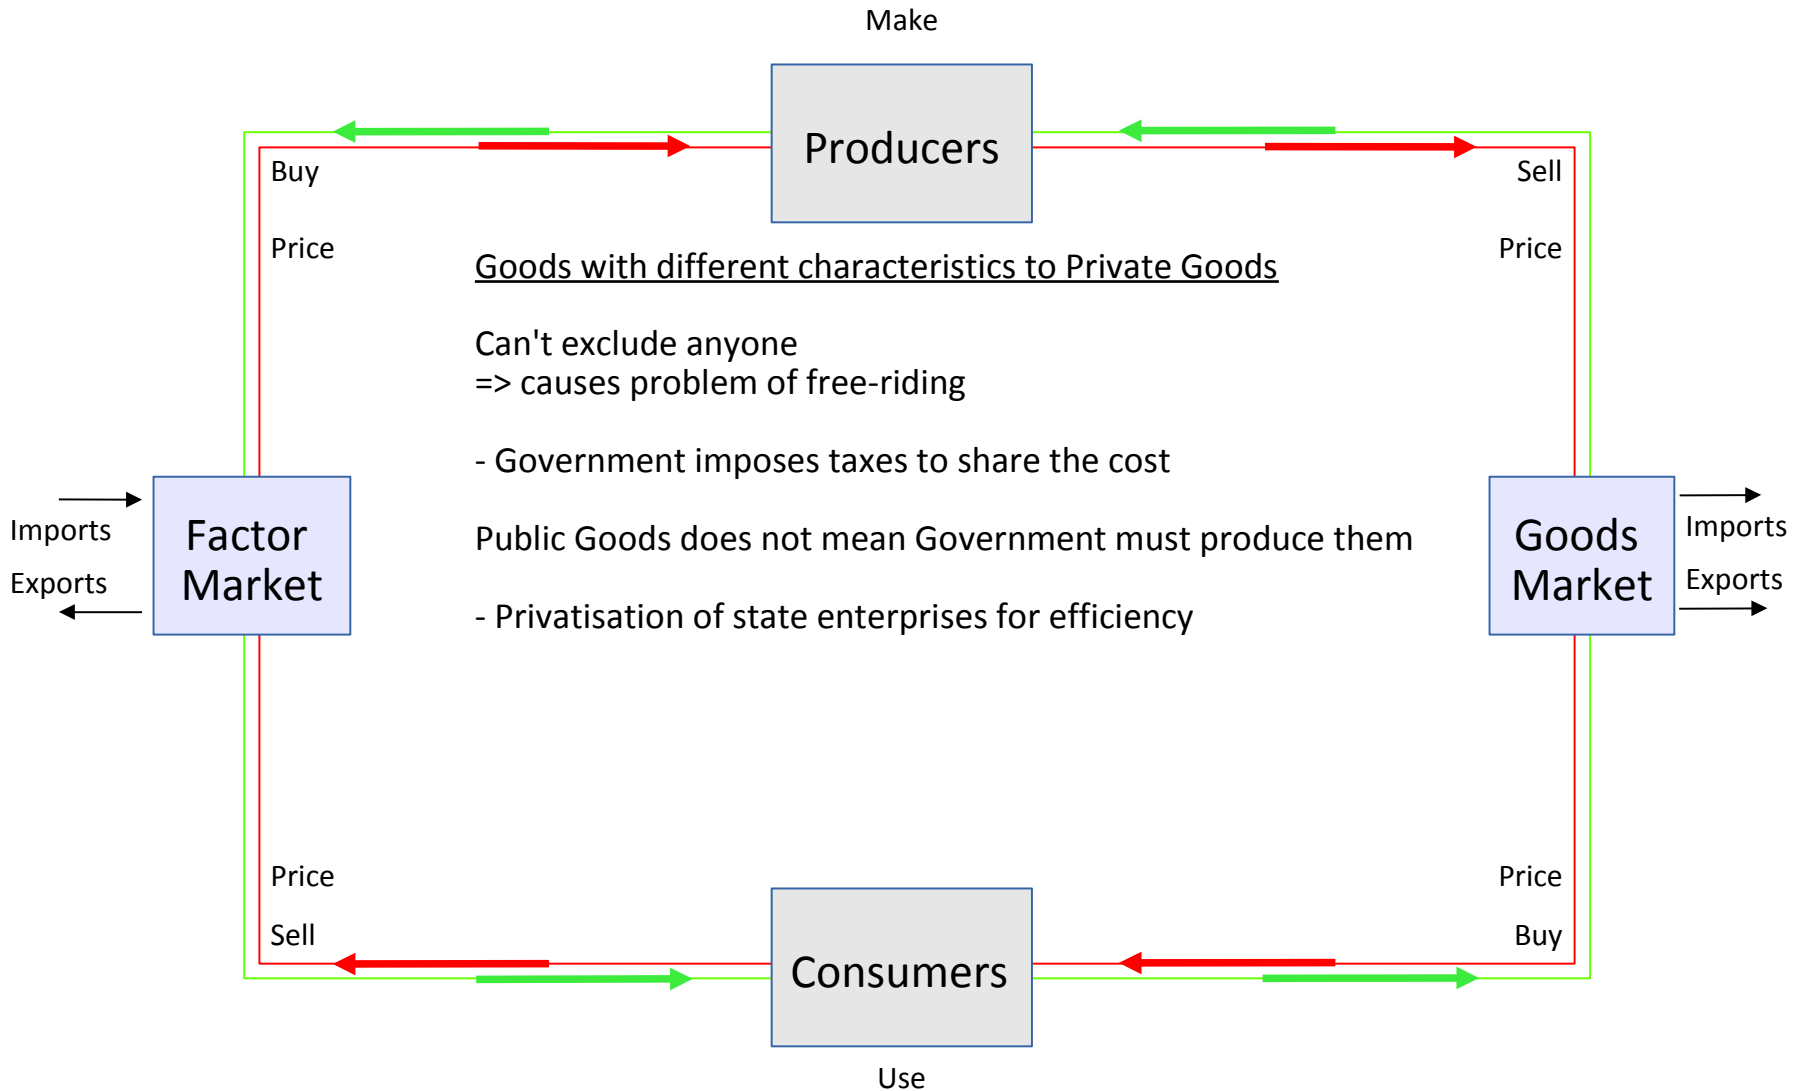 Make
Producers
Buy
Sell
Price
Price
Goods with different characteristics to Private Goods
Can't exclude anyone
=> causes problem of free-riding
- Government imposes taxes to share the cost
Public Goods does not mean Government must produce them
- Privatisation of state enterprises for efficiency
Imports
Exports
Factor
Market
Goods
Market
Imports
Exports
Price
Sell
Price
Buy
Consumers
Use